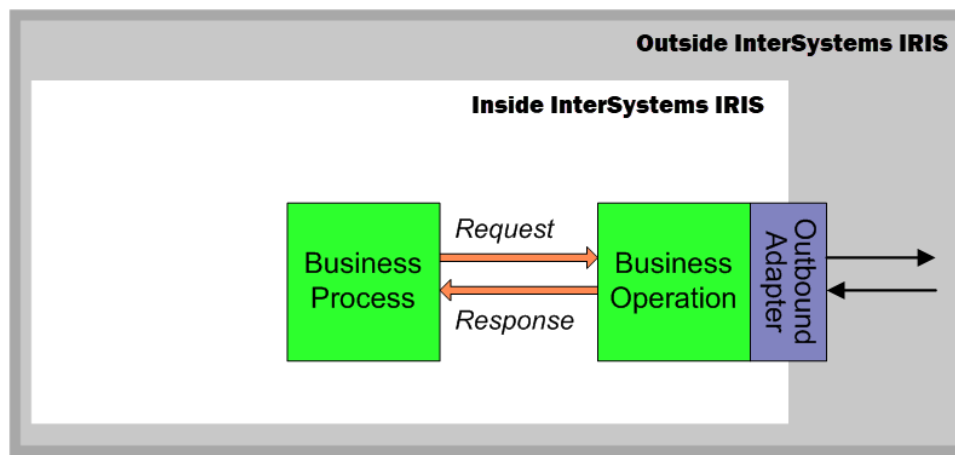 Outside InterSystems IRIS
Inside InterSystems IRIS
Business
Process
Request
Response
Business
Operation
Outbound
Adapter